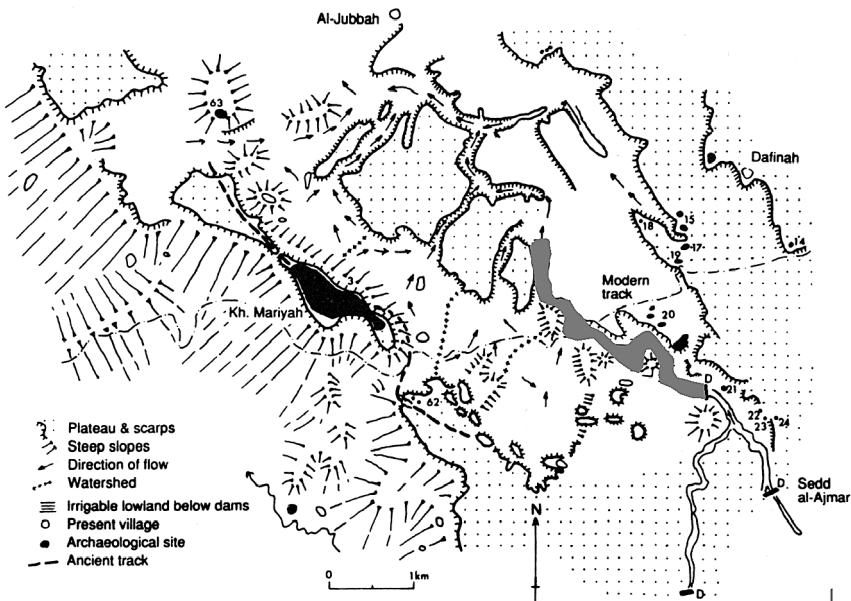 Al-Jubbah
63
Dafinah
15
18
17
14
19
Modern
track
3
Kh. Mariyah
20
D
21
62
22
23
24
Plateau & scarps
Steep slopes
Direction of flow
Watershed
Irrigable lowland below dams
Present village
Archaeological site
Ancient track
D
Sedd
al-Ajmar
N
0
1km
D